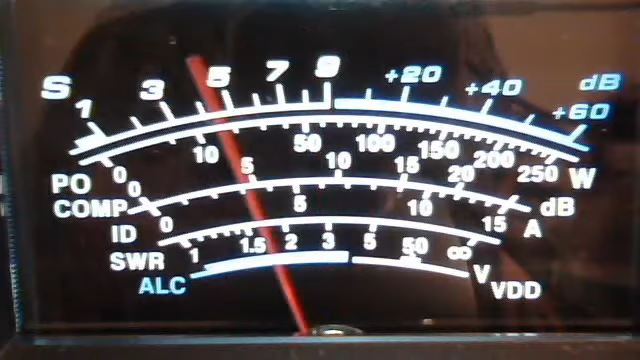 S 1 3 5 7 9 +20 +40 +60 dB
PO 0 10 50 100 150 200 250 W
COMP 0 5 10 15 20 dB
ID 0 5 10 15 A
SWR 1 1.5 2 3 5 50 ∞
ALC V VDD